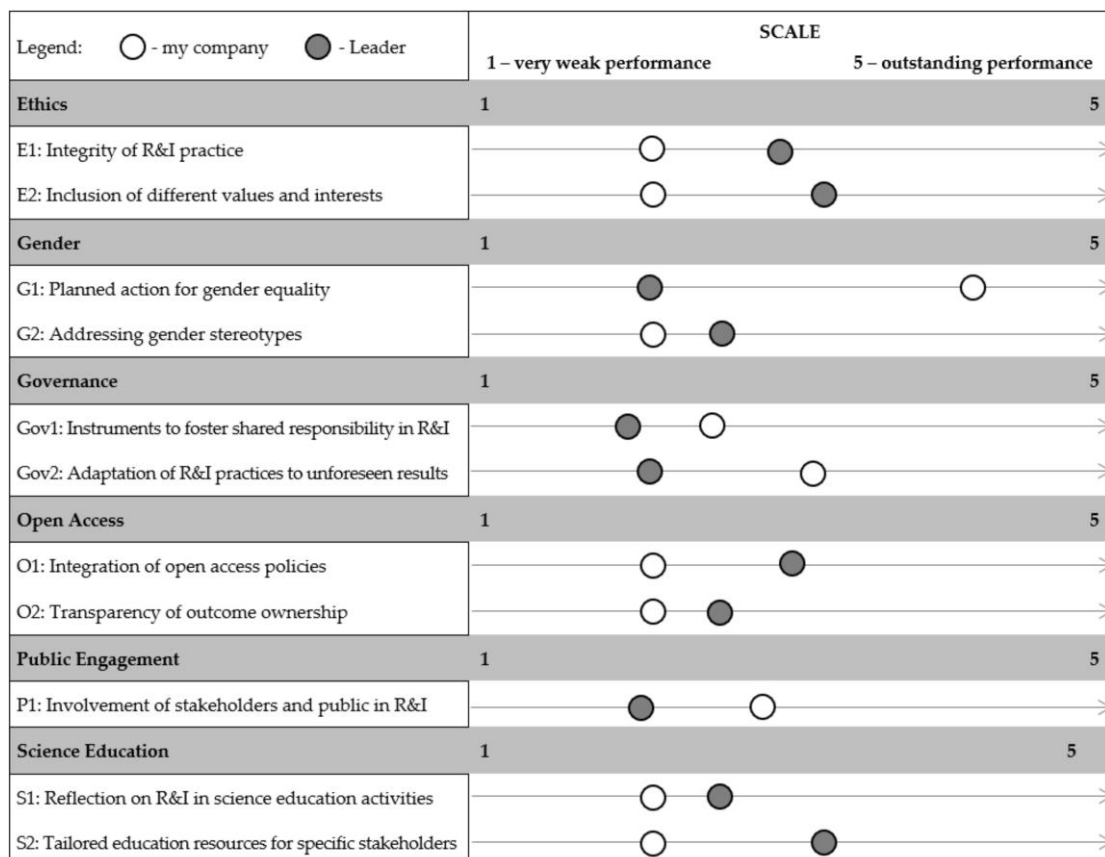 Legend: - my company - Leader
SCALE
1 – very weak performance 5 – outstanding performance
Ethics 1 5
E1: Integrity of R&I practice
E2: Inclusion of different values and interests
Gender 1 5
G1: Planned action for gender equality
G2: Addressing gender stereotypes
Governance 1 5
Gov1: Instruments to foster shared responsibility in R&I
Gov2: Adaptation of R&I practices to unforeseen results
Open Access 1 5
O1: Integration of open access policies
O2: Transparency of outcome ownership
Public Engagement 1 5
P1: Involvement of stakeholders and public in R&I
Science Education 1 5
S1: Reflection on R&I in science education activities
S2: Tailored education resources for specific stakeholders